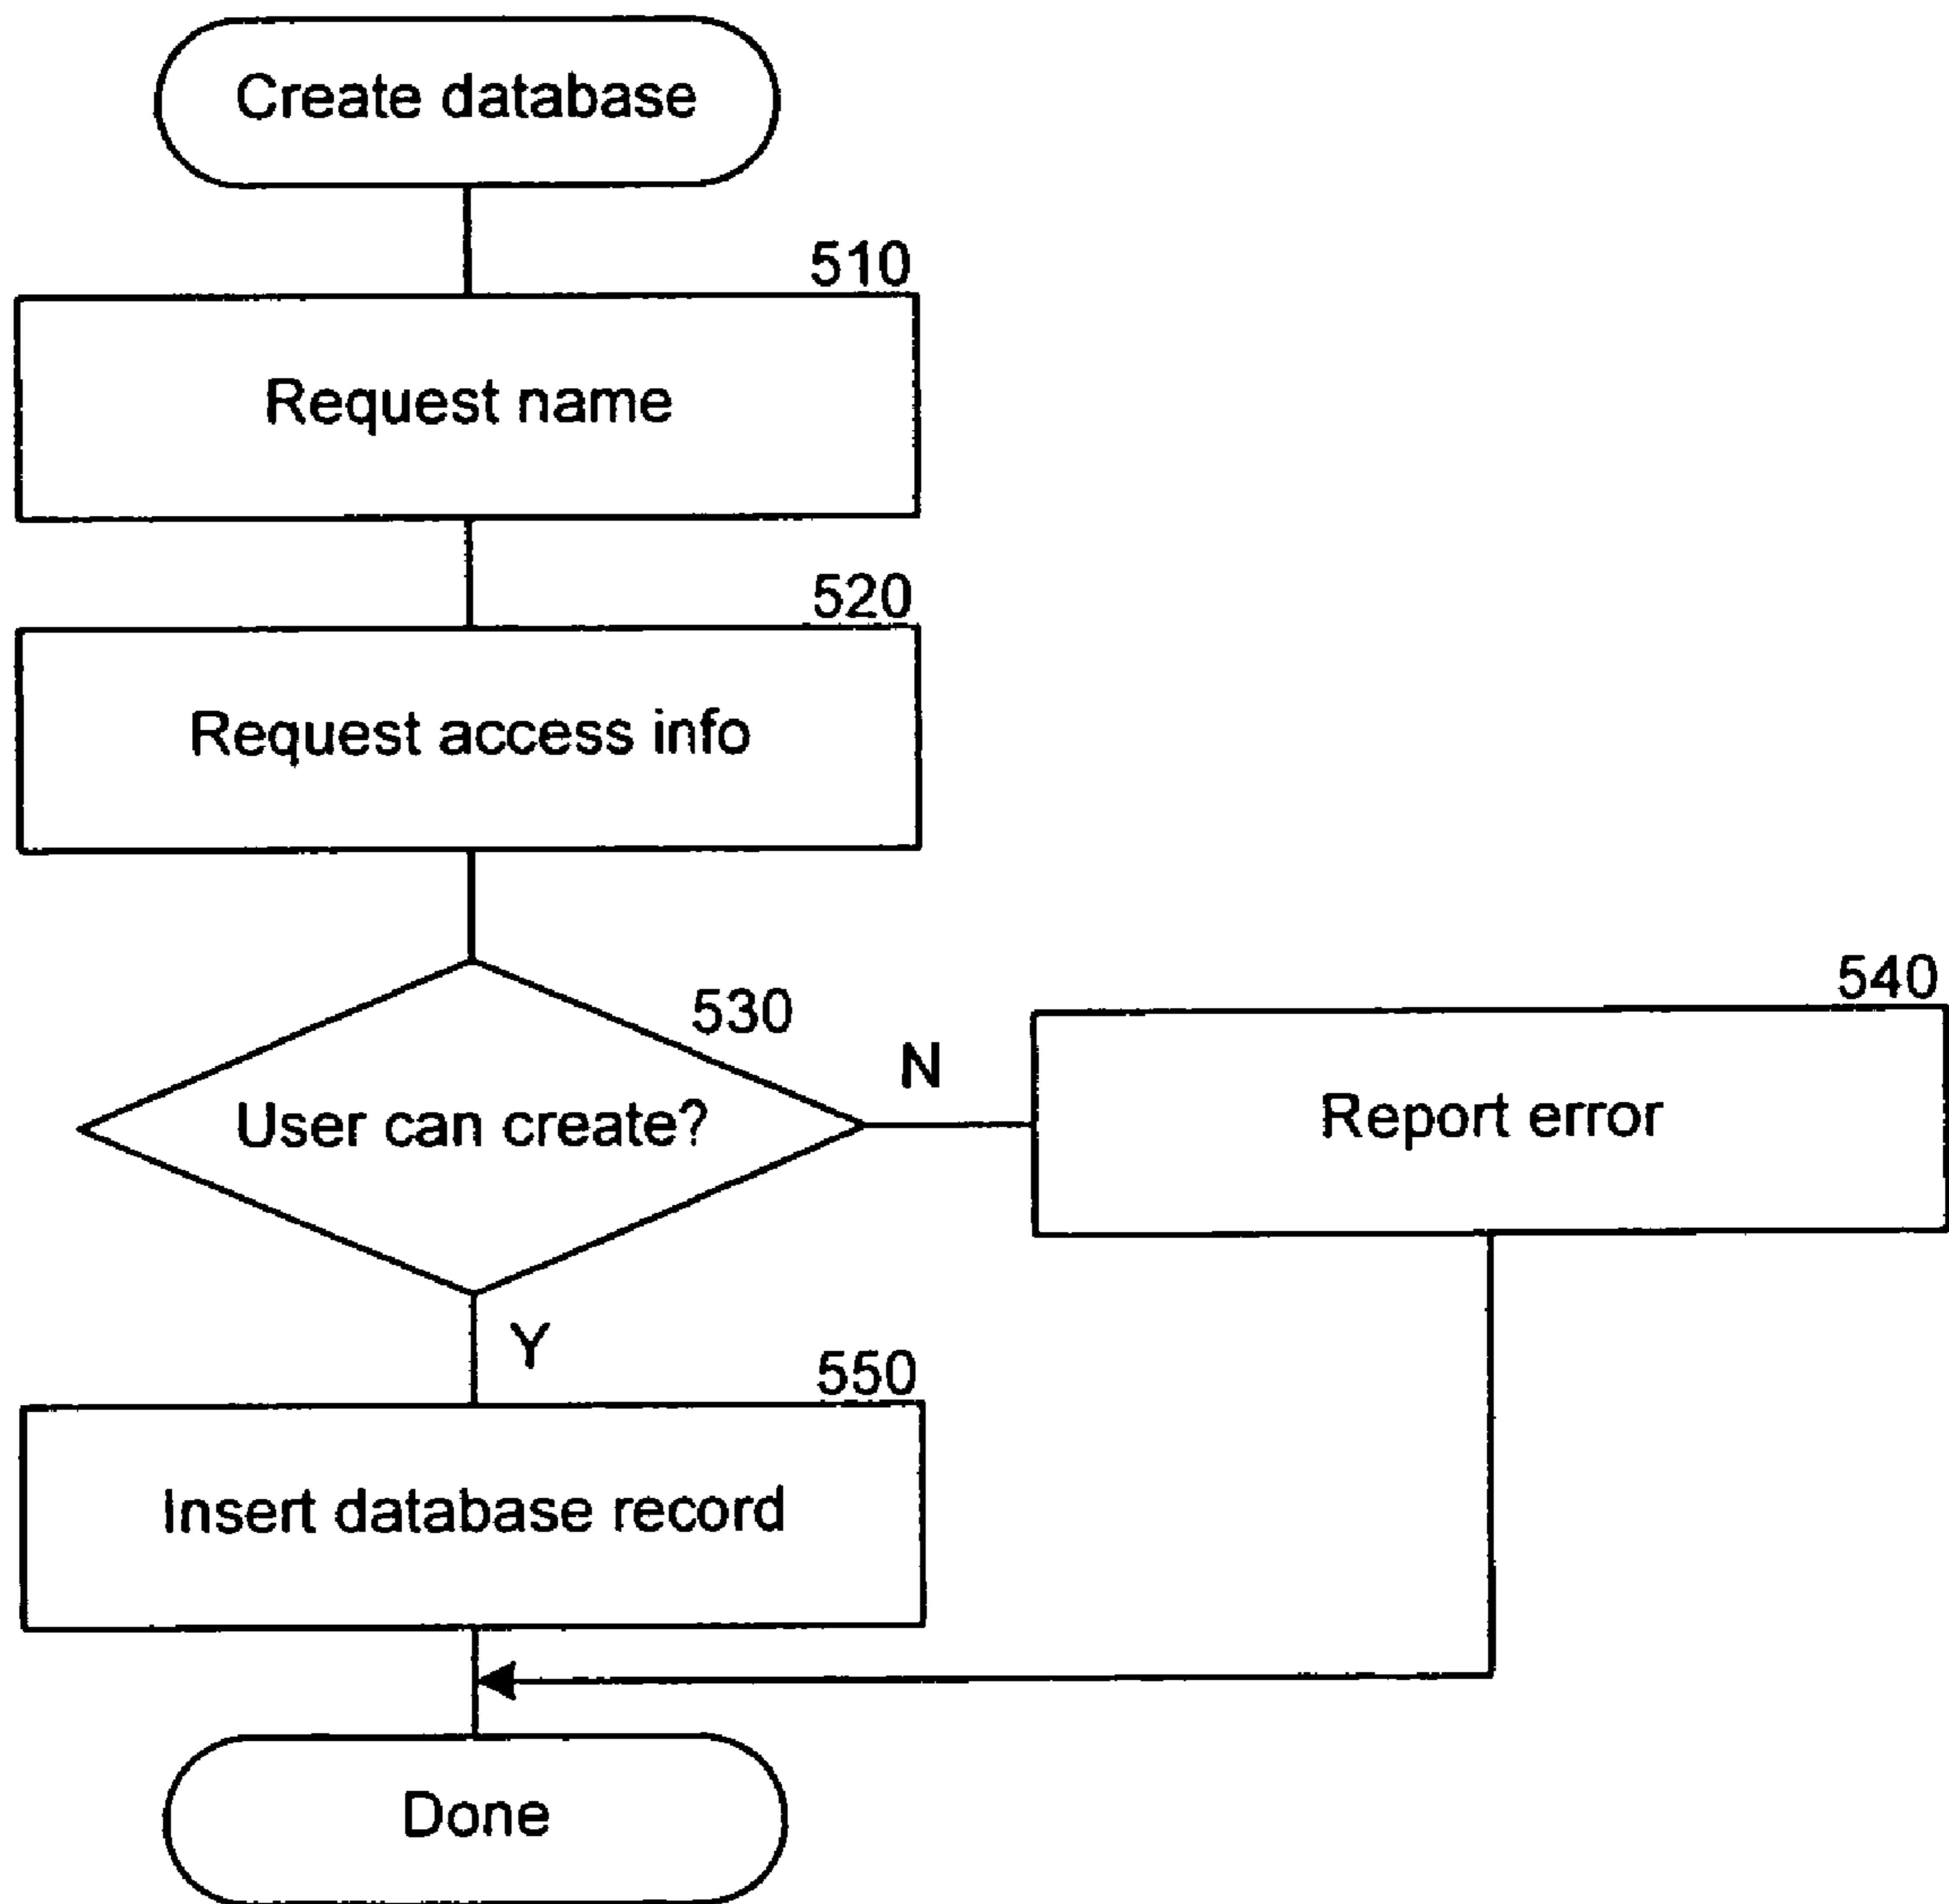 Create database
510
Request name
520
Request access info
530
User can create?
N
540
Report error
Y
550
Insert database record
Done